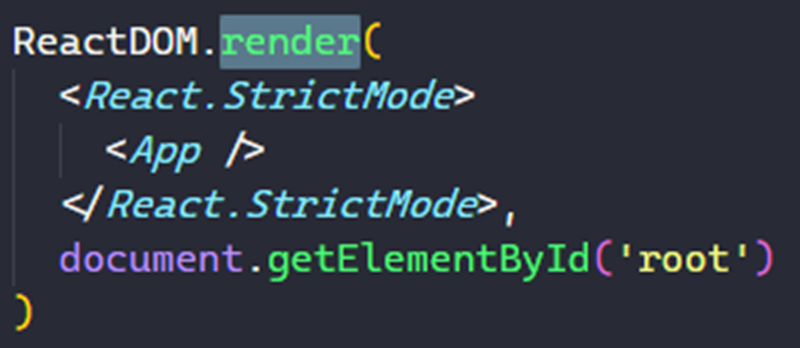 ReactDOM.render(
  <React.StrictMode>
    <App />
  </React.StrictMode>,
  document.getElementById('root')
)